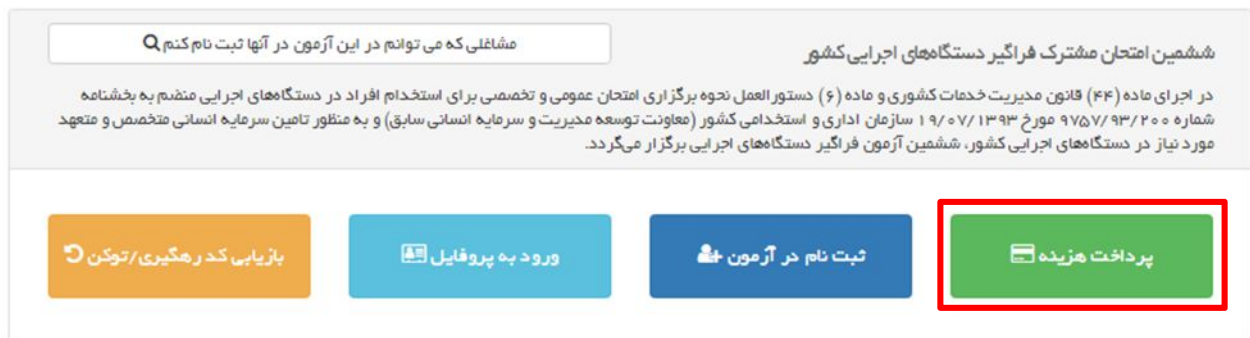 ششمین امتحان مشترک فراگیر دستگاه‌های اجرایی کشور
مشاغلی که می توانم در این آزمون در آنها ثبت نام کنم
در اجرای ماده (۴۴) قانون مدیریت خدمات کشوری و ماده (۶) دستورالعمل نحوه برگزاری امتحان عمومی و تخصصی برای استخدام افراد در دستگاه‌های اجرایی منضم به بخشنامه
شماره ۹۷۵۷/۹۳/۲۰۰ مورخ ۱۹/۰۷/۱۳۹۳ سازمان اداری و استخدامی کشور (معاونت توسعه مدیریت و سرمایه انسانی سابق) و به منظور تامین سرمایه انسانی متخصص و متعهد
مورد نیاز در دستگاه‌های اجرایی کشور، ششمین آزمون فراگیر دستگاه‌های اجرایی برگزار می‌گردد.
پرداخت هزینه
ثبت نام در آزمون
ورود به پروفایل
بازیابی کد رهگیری/توکن